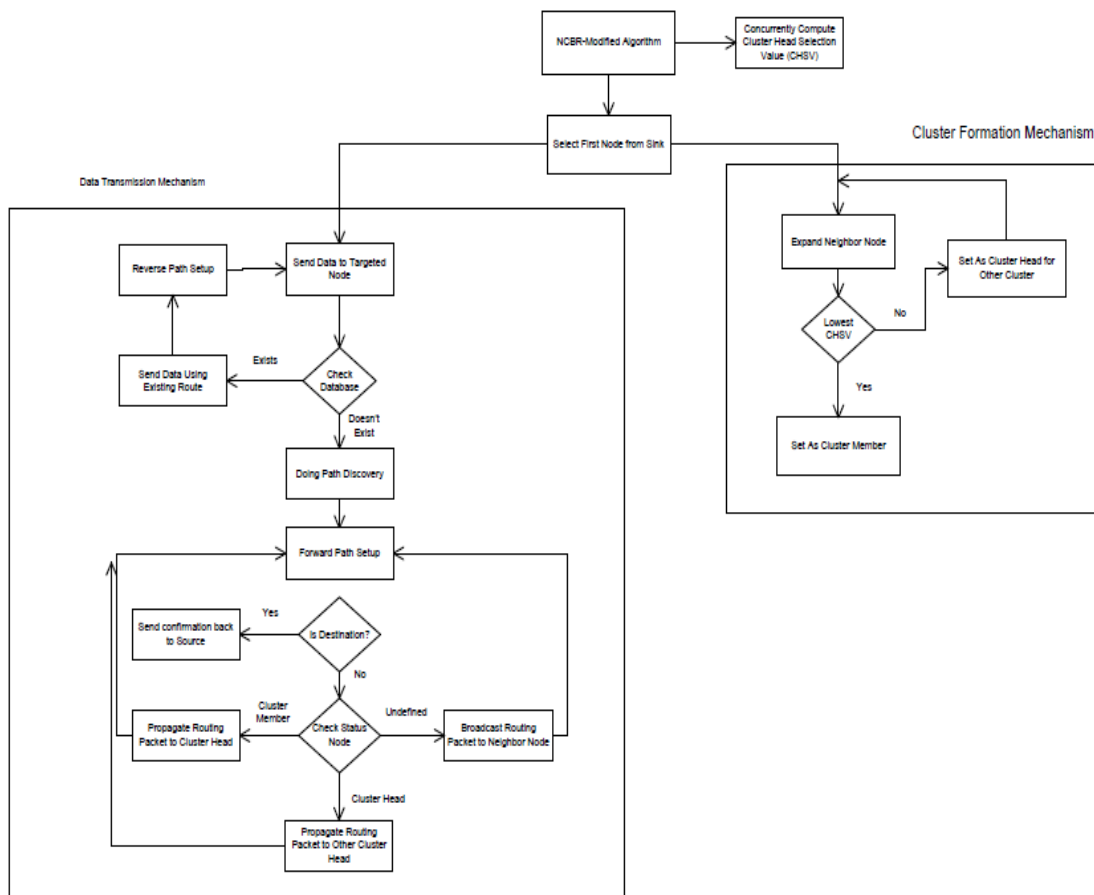 NCBR-Modified Algorithm
Concurrently Compute
Cluster Head Selection
Value (CHSV)
Select First Node from Sink
Cluster Formation Mechanism
Data Transmission Mechanism
Expand Neighbor Node
Set As Cluster Head for
Other Cluster
Lowest
CHSV
No
Yes
Set As Cluster Member
Reverse Path Setup
Send Data to Targeted
Node
Send Data Using
Existing Route
Exists
Check
Database
Doesn't
Exist
Doing Path Discovery
Forward Path Setup
Send confirmation back
to Source
Yes
Is Destination?
No
Propagate Routing
Packet to Cluster Head
Cluster
Member
Check Status
Node
Undefined
Broadcast Routing
Packet to Neighbor Node
Cluster Head
Propagate Routing
Packet to Other Cluster
Head